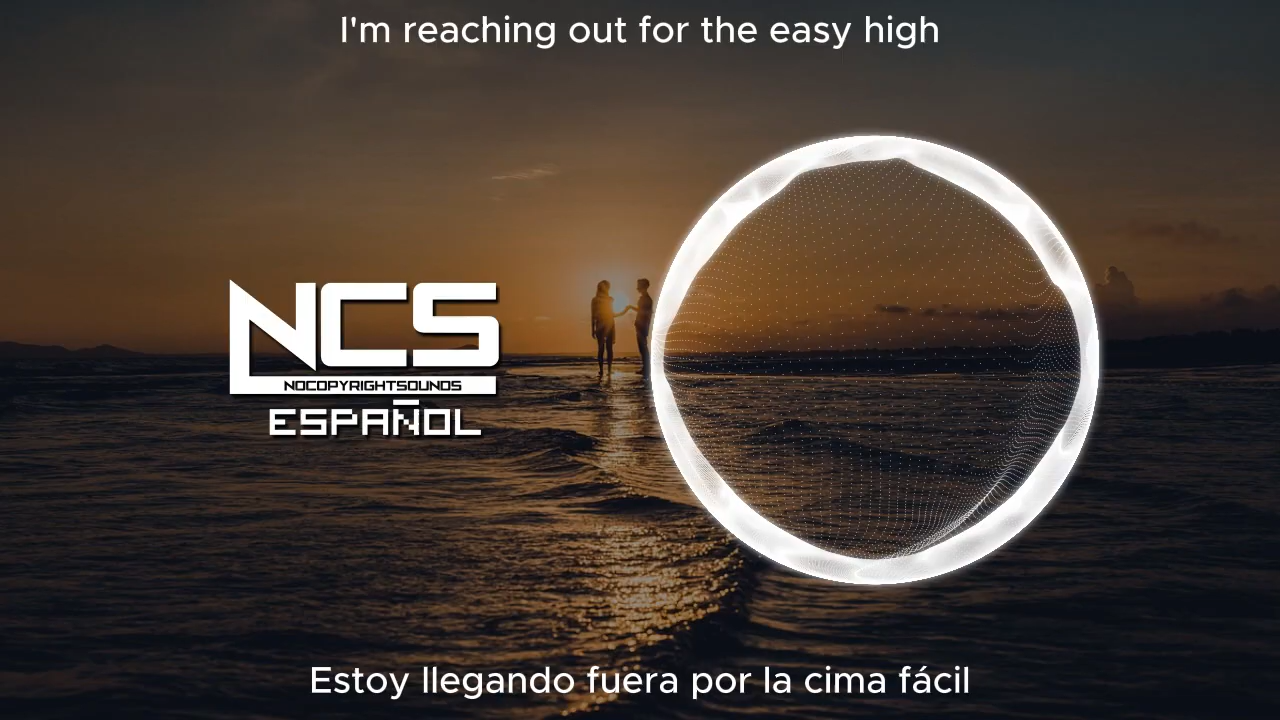 I'm reaching out for the easy high
NCS
NOCOPYRIGHTSOUNDS
ESPAÑOL
Estoy llegando fuera por la cima fácil